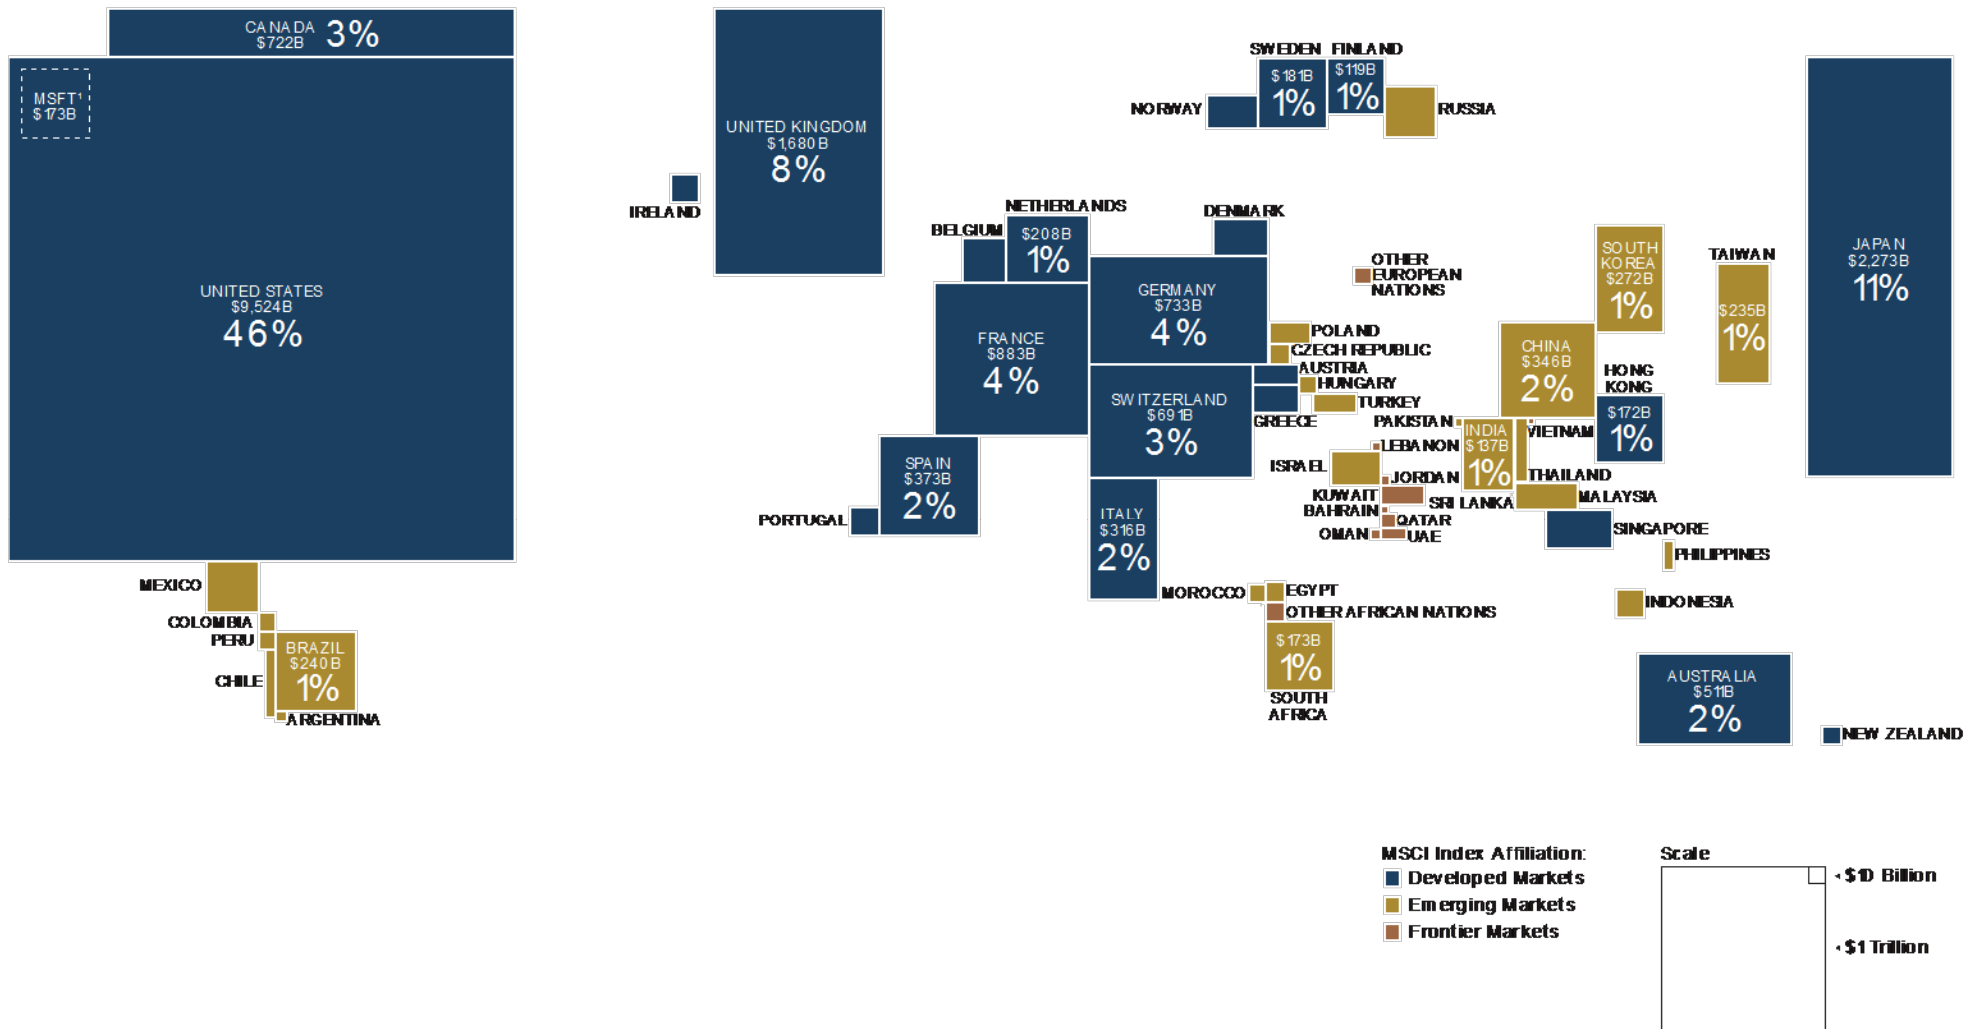 CANADA
$722B
3%
MSFT¹
$173B
UNITED STATES
$9,524B
46%
MEXICO
COLOMBIA
PERU
BRAZIL
$240B
1%
CHILE
ARGENTINA
UNITED KINGDOM
$1,680B
8%
IRELAND
SWEDEN
$181B
1%
FINLAND
$119B
1%
NORWAY
RUSSIA
NETHERLANDS
$208B
1%
BELGIUM
DENMARK
GERMANY
$733B
4%
FRANCE
$883B
4%
SWITZERLAND
$691B
3%
SPAIN
$373B
2%
PORTUGAL
ITALY
$316B
2%
OTHER
EUROPEAN
NATIONS
POLAND
CZECH REPUBLIC
AUSTRIA
HUNGARY
TURKEY
GREECE
ISRAEL
LEBANON
JORDAN
KUWAIT
BAHRAIN
QATAR
OMAN
UAE
MOROCCO
EGYPT
OTHER AFRICAN NATIONS
$173B
1%
SOUTH
AFRICA
SOUTH
KOREA
$272B
1%
TAIWAN
$235B
1%
JAPAN
$2,273B
11%
CHINA
$346B
2%
HONG
KONG
$172B
1%
PAKISTAN
INDIA
$137B
1%
VIETNAM
THAILAND
SRI LANKA
MALAYSIA
SINGAPORE
PHILIPPINES
INDONESIA
AUSTRALIA
$511B
2%
NEW ZEALAND
MSCI Index Affiliation:
Developed Markets
Emerging Markets
Frontier Markets
Scale
$10 Billion
$1 Trillion